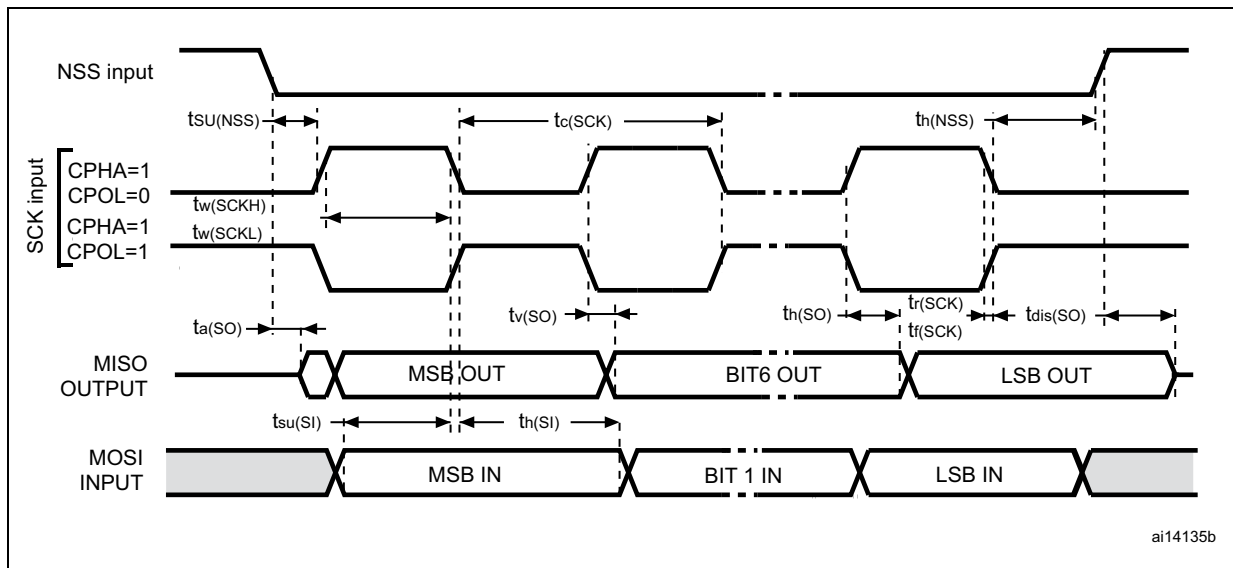 NSS input
tSU(NSS)
tc(SCK)
th(NSS)
SCK input
CPHA=1
CPOL=0
tw(SCKH)
CPHA=1
tw(SCKL)
CPOL=1
ta(SO)
tv(SO)
th(SO)
tr(SCK)
tf(SCK)
tdis(SO)
MISO
OUTPUT
MSB OUT
BIT6 OUT
LSB OUT
tsu(SI)
th(SI)
MOSI
INPUT
MSB IN
BIT 1 IN
LSB IN
ai14135b